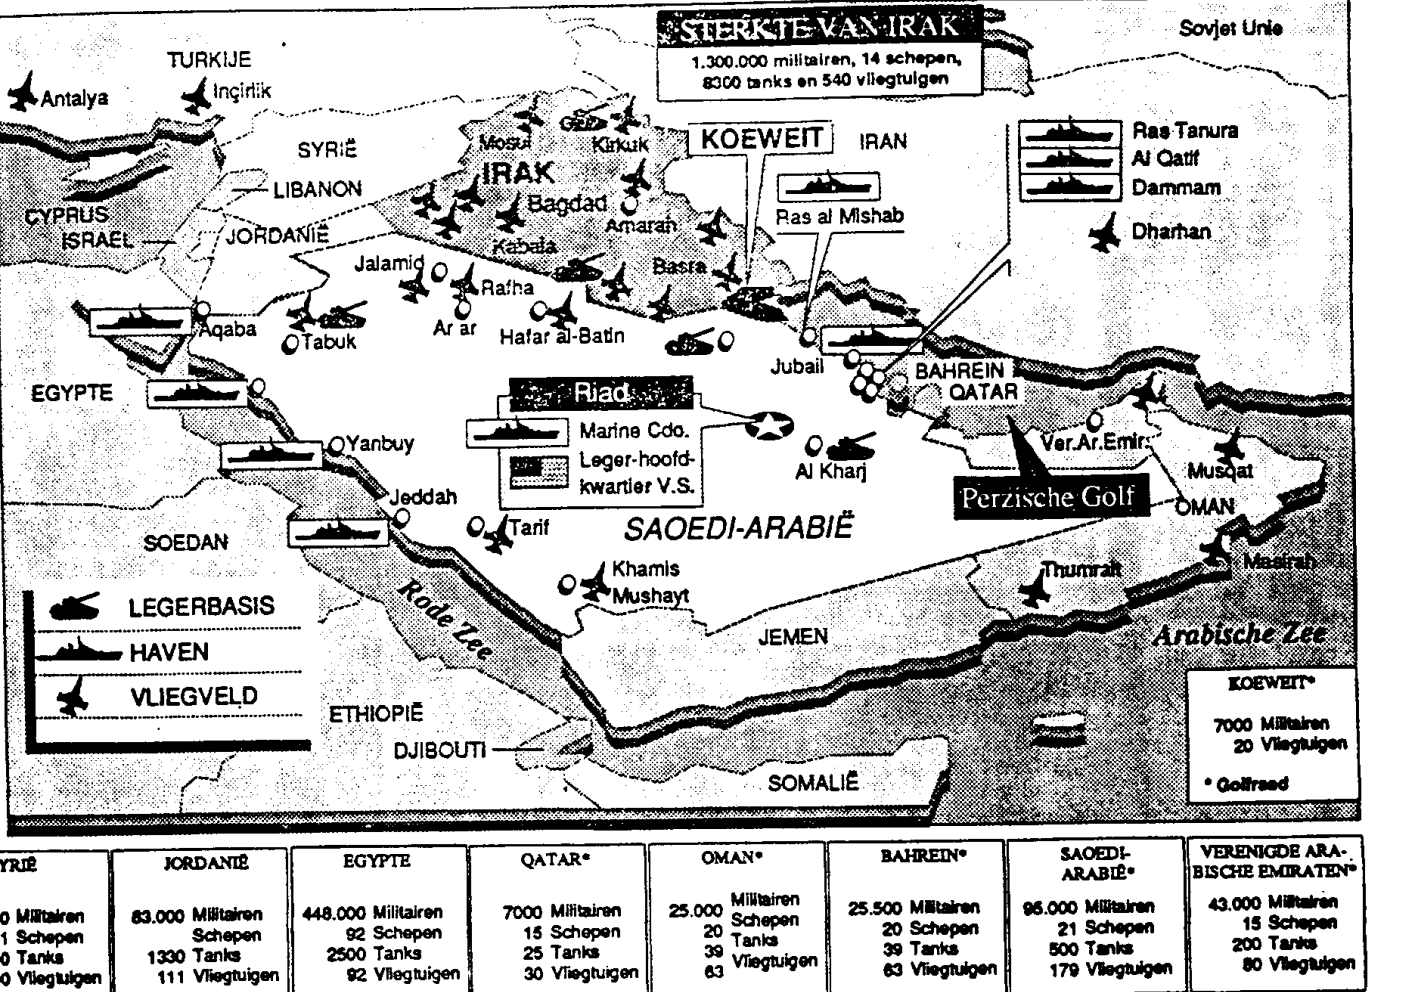 STERKTE VAN IRAK
1.300.000 militairen, 14 schepen,
8300 tanks en 540 vliegtuigen
Sovjet Unie
TURKIJE
Antalya
Inçirlik
SYRIË
LIBANON
CYPRUS
ISRAEL
JORDANIË
Mosul
Kirkuk
IRAK
Bagdad
Kabala
Amarah
Basra
KOEWEIT
IRAN
Ras al Mishab
Ras Tanura
Al Qatif
Dammam
Dharhan
Jalamid
Rafha
Ar ar
Hafar al-Batin
Aqaba
Tabuk
Jubail
BAHREIN
QATAR
EGYPTE
Riad
Marine Cdo.
Leger-hoofd-
kwartier V.S.
Yanbuy
Al Kharj
Ver.Ar.Emir.
Musqat
Perzische Golf
OMAN
Jeddah
Tarif
SAOEDI-ARABIË
SOEDAN
Khamis
Mushayt
Thumrait
Masirah
Rode Zee
JEMEN
Arabische Zee
LEGERBASIS
HAVEN
VLIEGVELD
ETHIOPIË
DJIBOUTI
SOMALIË
KOEWEIT*
7000 Militairen
20 Vliegtuigen
* Golfraad
YRIË
0 Militairen
1 Schepen
0 Tanks
0 Vliegtuigen
JORDANIË
83.000 Militairen
Schepen
1330 Tanks
111 Vliegtuigen
EGYPTE
448.000 Militairen
92 Schepen
2500 Tanks
92 Vliegtuigen
QATAR*
7000 Militairen
15 Schepen
25 Tanks
30 Vliegtuigen
OMAN*
25.000 Militairen
20 Schepen
39 Tanks
63 Vliegtuigen
BAHREIN*
25.500 Militairen
20 Schepen
39 Tanks
63 Vliegtuigen
SAOEDI-
ARABIË*
95.000 Militairen
21 Schepen
500 Tanks
179 Vliegtuigen
VERENIGDE ARA-
BISCHE EMIRATEN*
43.000 Militairen
15 Schepen
200 Tanks
80 Vliegtuigen